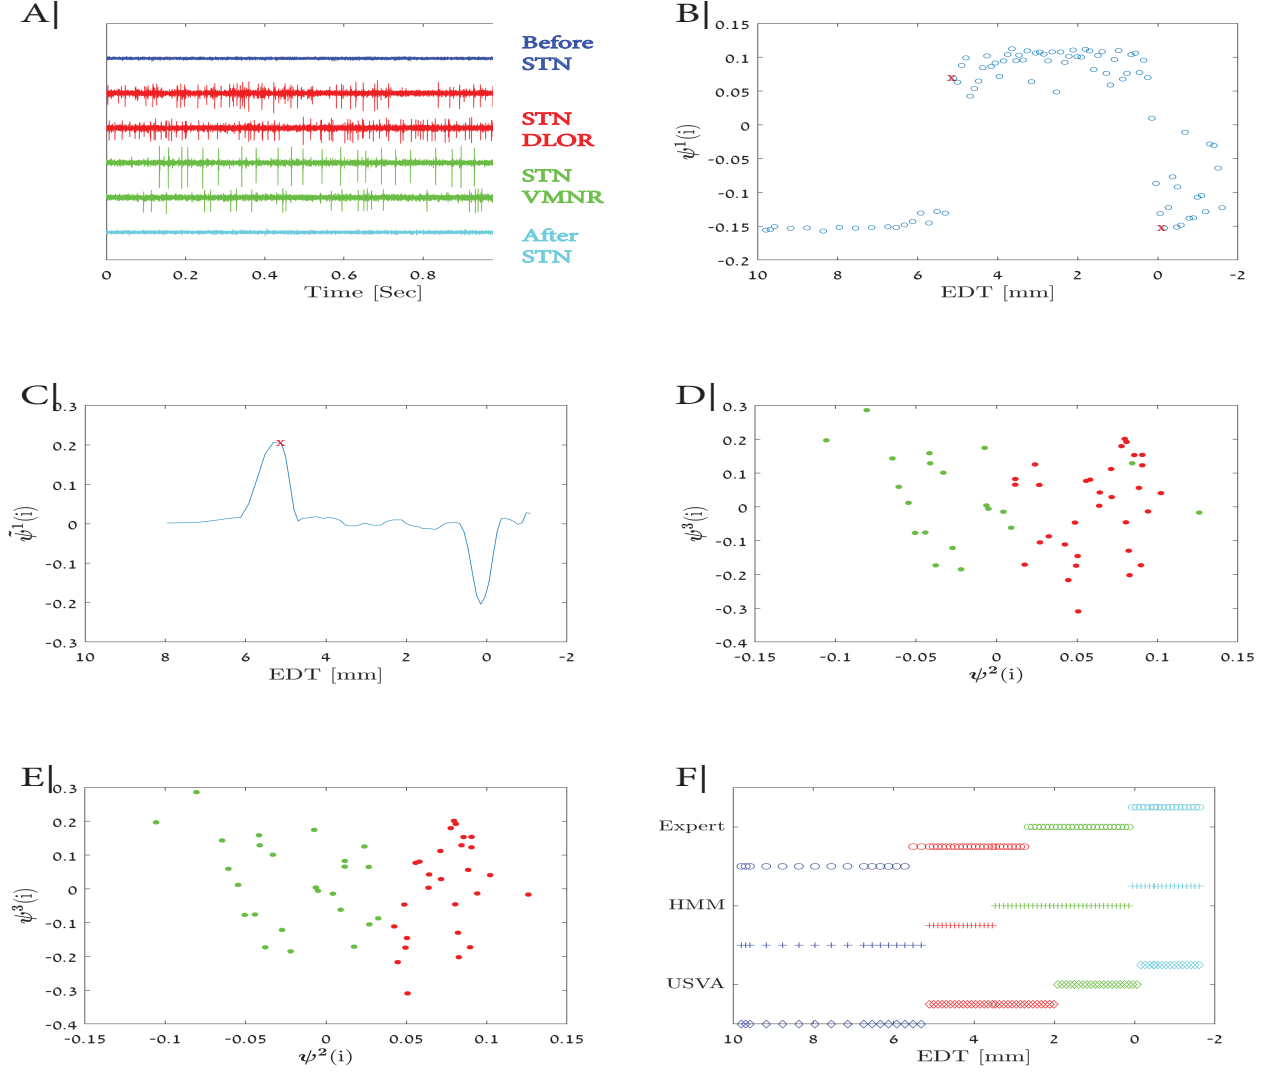 A|
Before
STN
STN
DLOR
STN
VMNR
After
STN
0 0.2 0.4 0.6 0.8
Time [Sec]
B|
0.15
0.1
0.05
0
-0.05
-0.1
-0.15
-0.2
ψ¹(i)
10 8 6 4 2 0 -2
EDT [mm]
C|
0.3
0.2
0.1
0
-0.1
-0.2
-0.3
ψ̃¹(i)
10 8 6 4 2 0 -2
EDT [mm]
D|
0.3
0.2
0.1
0
-0.1
-0.2
-0.3
-0.4
ψ³(i)
-0.15 -0.1 -0.05 0 0.05 0.1 0.15
ψ²(i)
E|
0.3
0.2
0.1
0
-0.1
-0.2
-0.3
-0.4
ψ³(i)
-0.15 -0.1 -0.05 0 0.05 0.1 0.15
ψ²(i)
F|
Expert
HMM
USVA
10 8 6 4 2 0 -2
EDT [mm]